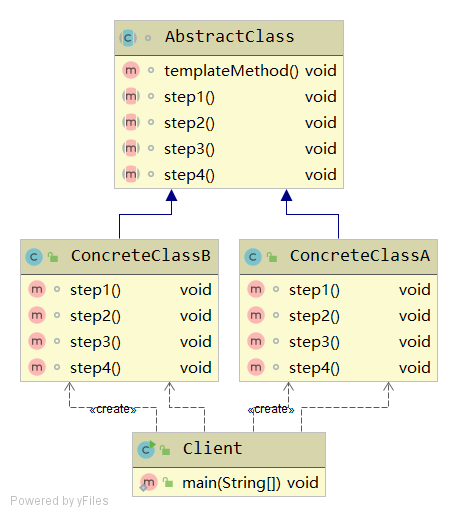 AbstractClass
templateMethod() void
step1() void
step2() void
step3() void
step4() void
ConcreteClassB
step1() void
step2() void
step3() void
step4() void
ConcreteClassA
step1() void
step2() void
step3() void
step4() void
«create»
«create»
Client
main(String[]) void
Powered by yFiles